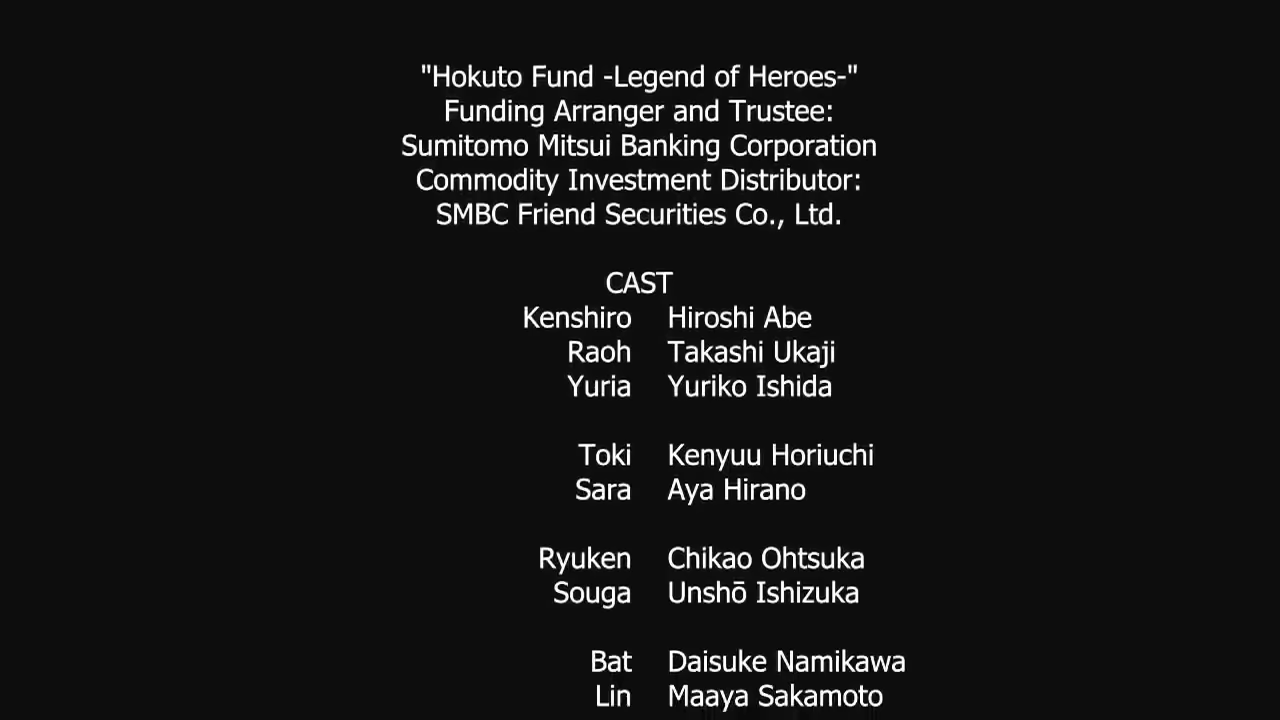 "Hokuto Fund -Legend of Heroes-"
Funding Arranger and Trustee:
Sumitomo Mitsui Banking Corporation
Commodity Investment Distributor:
SMBC Friend Securities Co., Ltd.
CAST
Kenshiro Hiroshi Abe
Raoh Takashi Ukaji
Yuria Yuriko Ishida
Toki Kenyuu Horiuchi
Sara Aya Hirano
Ryuken Chikao Ohtsuka
Souga Unshō Ishizuka
Bat Daisuke Namikawa
Lin Maaya Sakamoto